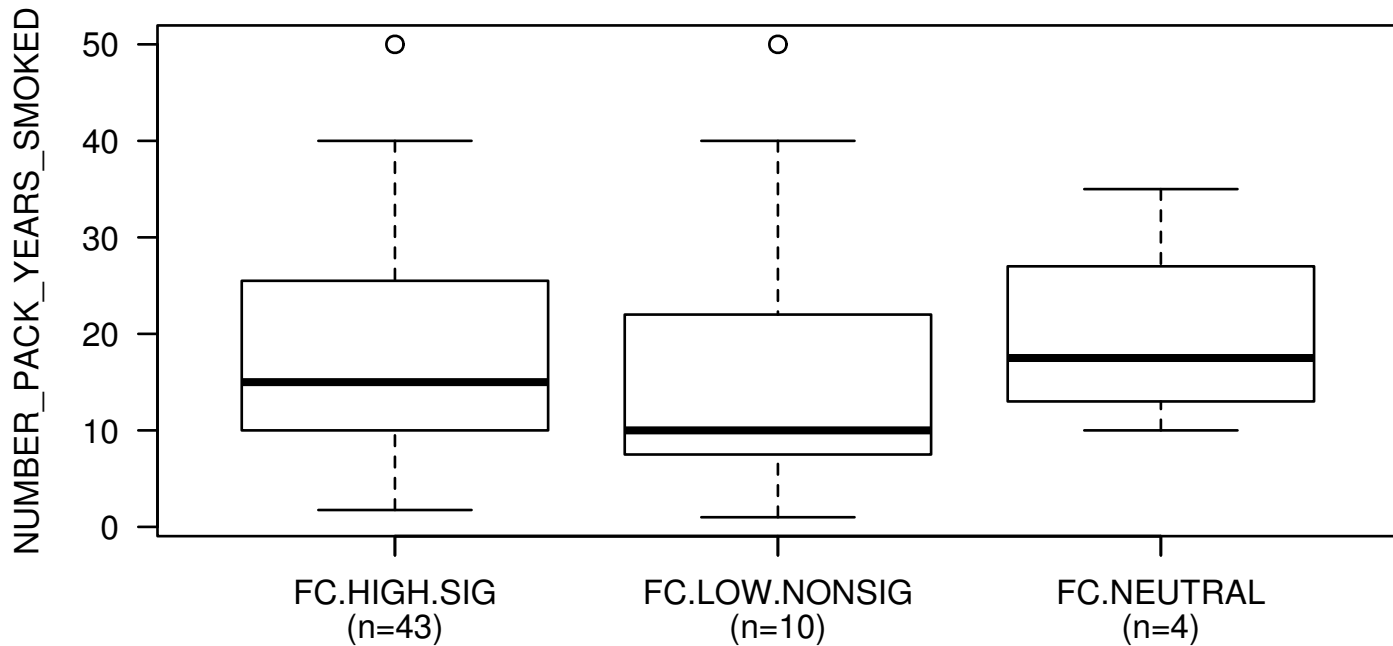 NUMBER_PACK_YEARS_SMOKED
50
40
30
20
10
0
FC.HIGH.SIG
(n=43)
FC.LOW.NONSIG
(n=10)
FC.NEUTRAL
(n=4)